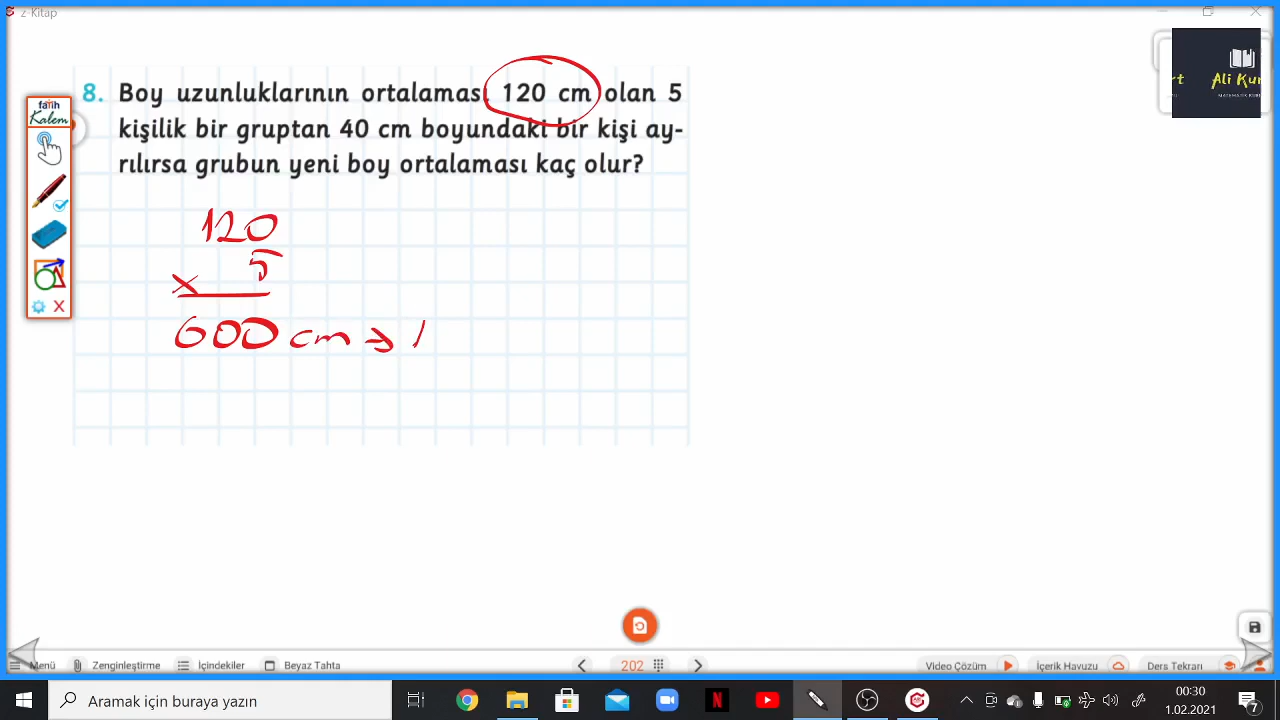 z-Kitap
8. Boy uzunluklarının ortalaması 120 cm olan 5
kişilik bir gruptan 40 cm boyundaki bir kişi ay-
rılırsa grubun yeni boy ortalaması kaç olur?
fatih
Kalem
Ali Kur
120
x 5
600 cm →
Menü
Zenginleştirme
İçindekiler
Beyaz Tahta
202
Video Çözüm
İçerik Havuzu
Ders Tekrarı
Aramak için buraya yazın
00:30
1.02.2021
7